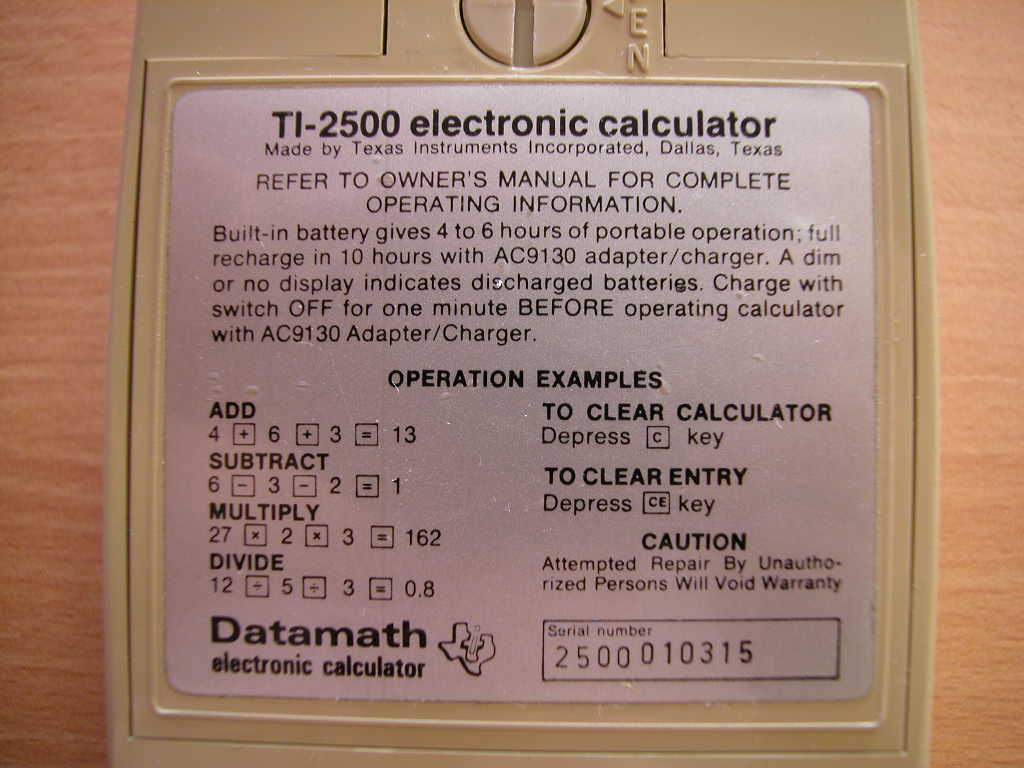 EN
TI-2500 electronic calculator
Made by Texas Instruments Incorporated, Dallas, Texas
REFER TO OWNER'S MANUAL FOR COMPLETE
OPERATING INFORMATION.
Built-in battery gives 4 to 6 hours of portable operation; full
recharge in 10 hours with AC9130 adapter/charger. A dim
or no display indicates discharged batteries. Charge with
switch OFF for one minute BEFORE operating calculator
with AC9130 Adapter/Charger.
OPERATION EXAMPLES
ADD
4 + 6 + 3 = 13
SUBTRACT
6 − 3 − 2 = 1
MULTIPLY
27 × 2 × 3 = 162
DIVIDE
12 ÷ 5 ÷ 3 = 0.8
TO CLEAR CALCULATOR
Depress C key
TO CLEAR ENTRY
Depress CE key
CAUTION
Attempted Repair By Unautho-
rized Persons Will Void Warranty
Datamath
electronic calculator
Serial number
2500 010315